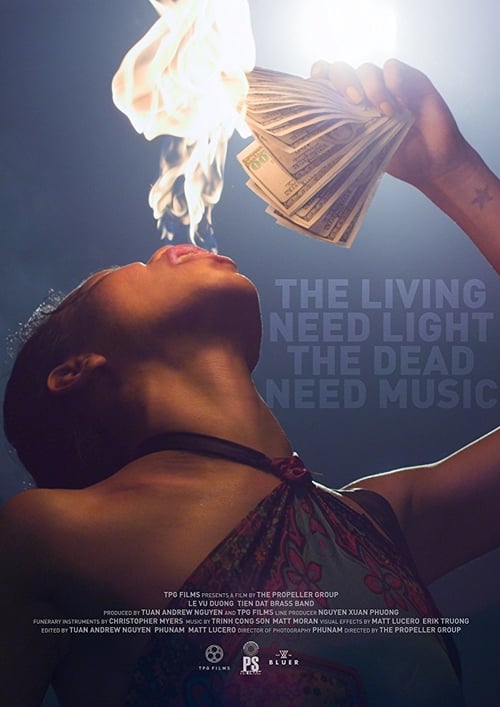 THE LIVING
NEED LIGHT
THE DEAD
NEED MUSIC
TPG FILMS PRESENTS A FILM BY THE PROPELLER GROUP
LE VU DUONG TIEN DAT BRASS BAND
PRODUCED BY TUAN ANDREW NGUYEN AND TPG FILMS LINE PRODUCER NGUYEN XUAN PHUONG
FUNERARY INSTRUMENTS BY CHRISTOPHER MYERS MUSIC BY TRINH CONG SON MATT MORAN VISUAL EFFECTS BY MATT LUCERO ERIK TRUONG
EDITED BY TUAN ANDREW NGUYEN PHUNAM MATT LUCERO DIRECTOR OF PHOTOGRAPHY PHUNAM DIRECTED BY THE PROPELLER GROUP
TPG FILMS PS BLUER